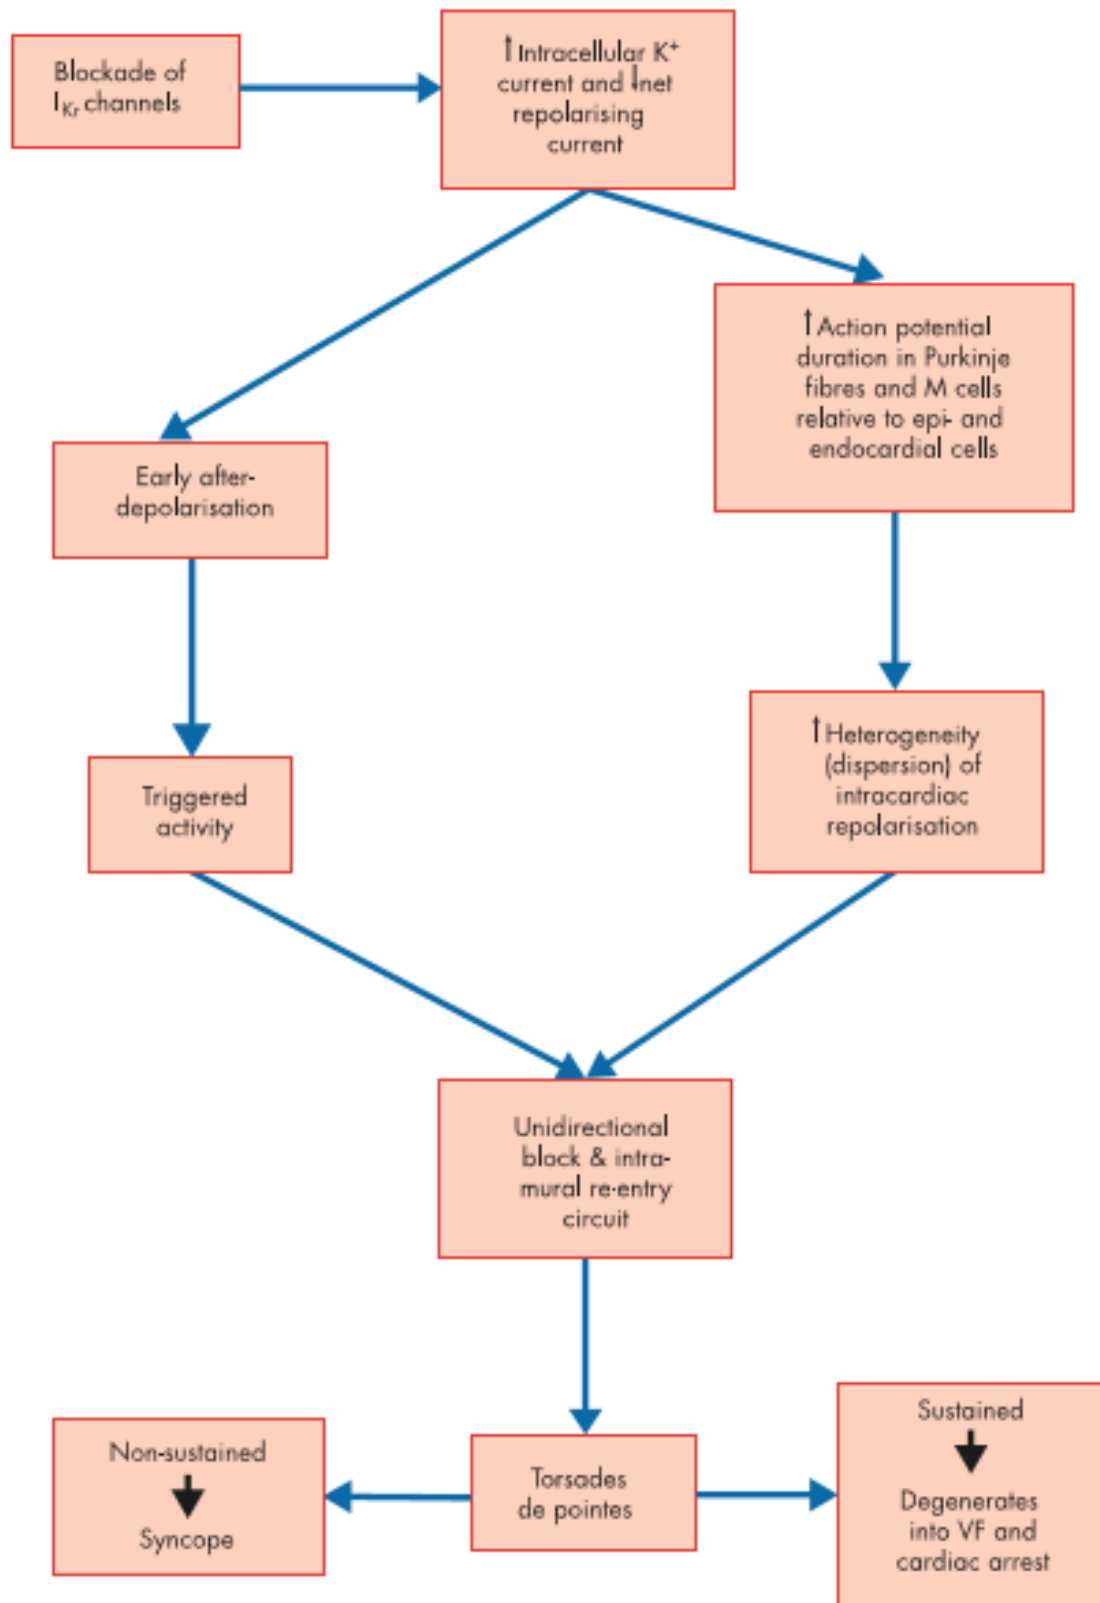 Blockade of
IKr channels
↑Intracellular K+
current and ↓net
repolarising
current
↑Action potential
duration in Purkinje
fibres and M cells
relative to epi- and
endocardial cells
Early after-
depolarisation
Triggered
activity
↑Heterogeneity
(dispersion) of
intracardiac
repolarisation
Unidirectional
block & intra-
mural re-entry
circuit
Torsades
de pointes
Non-sustained
Syncope
Sustained
Degenerates
into VF and
cardiac arrest